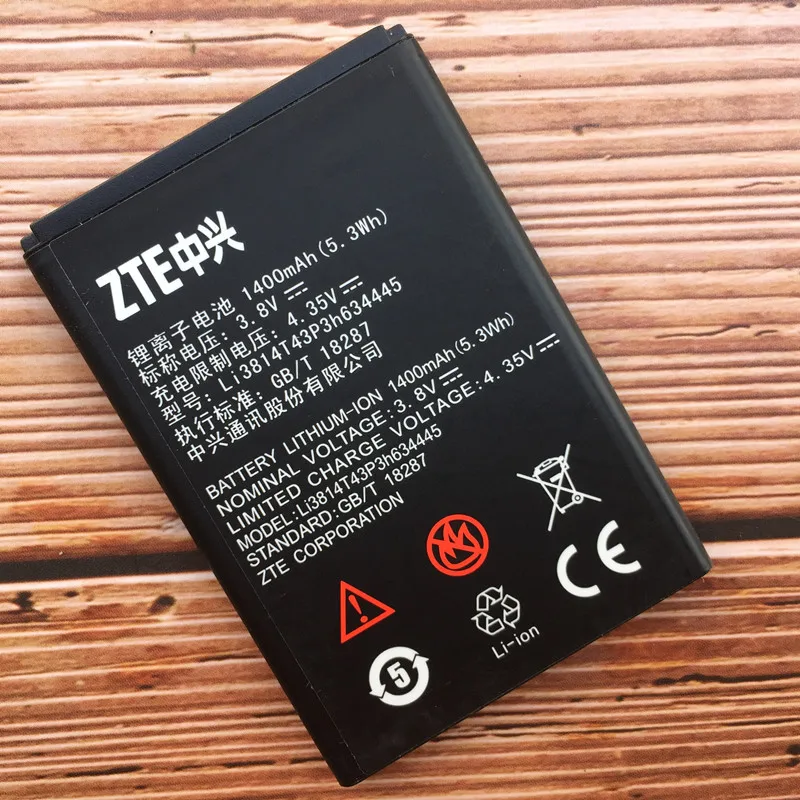 ZTE中兴
锂离子电池 1400mAh(5.3Wh)
标称电压: 3.8V
充电限制电压: 4.35V
型号: Li3814T43P3h634445
执行标准: GB/T 18287
中兴通讯股份有限公司
BATTERY LITHIUM-ION 1400mAh(5.3Wh)
NOMINAL VOLTAGE:3.8V
LIMITED CHARGE VOLTAGE:4.35V
MODEL:Li3814T43P3h634445
STANDARD:GB/T 18287
ZTE CORPORATION
CE
Li-ion
5